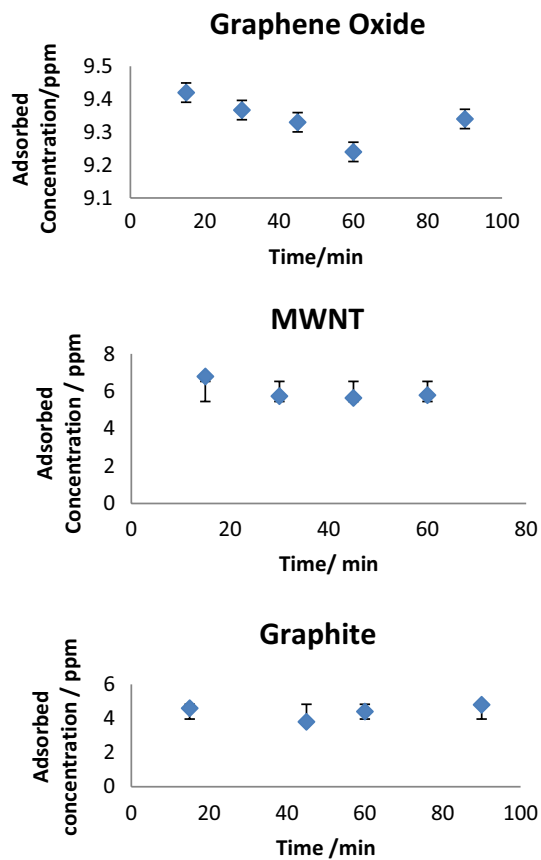 Graphene Oxide
Adsorbed
Concentration/ppm
9.5
9.4
9.3
9.2
9.1
0 20 40 60 80 100
Time/min
MWNT
Adsorbed
Concentration / ppm
8
6
4
2
0
0 20 40 60 80
Time/ min
Graphite
Adsorbed
concentration / ppm
6
4
2
0
0 20 40 60 80 100
Time /min